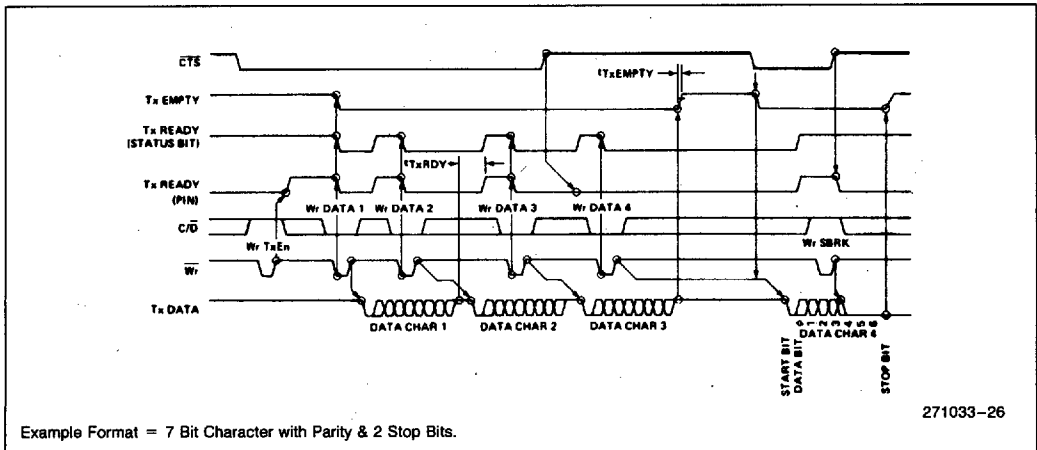 CTS
tTxEMPTY
Tx EMPTY
Tx READY
(STATUS BIT)
tTxRDY
Tx READY
(PIN)
Wr DATA 1 Wr DATA 2 Wr DATA 3 Wr DATA 4
C/D
Wr TxEn
Wr SBRK
Wr
Tx DATA
DATA CHAR 1 DATA CHAR 2 DATA CHAR 3
0 1 2 3 4 5 6
DATA CHAR 4
START BIT
DATA BIT
STOP BIT
271033-26
Example Format = 7 Bit Character with Parity & 2 Stop Bits.